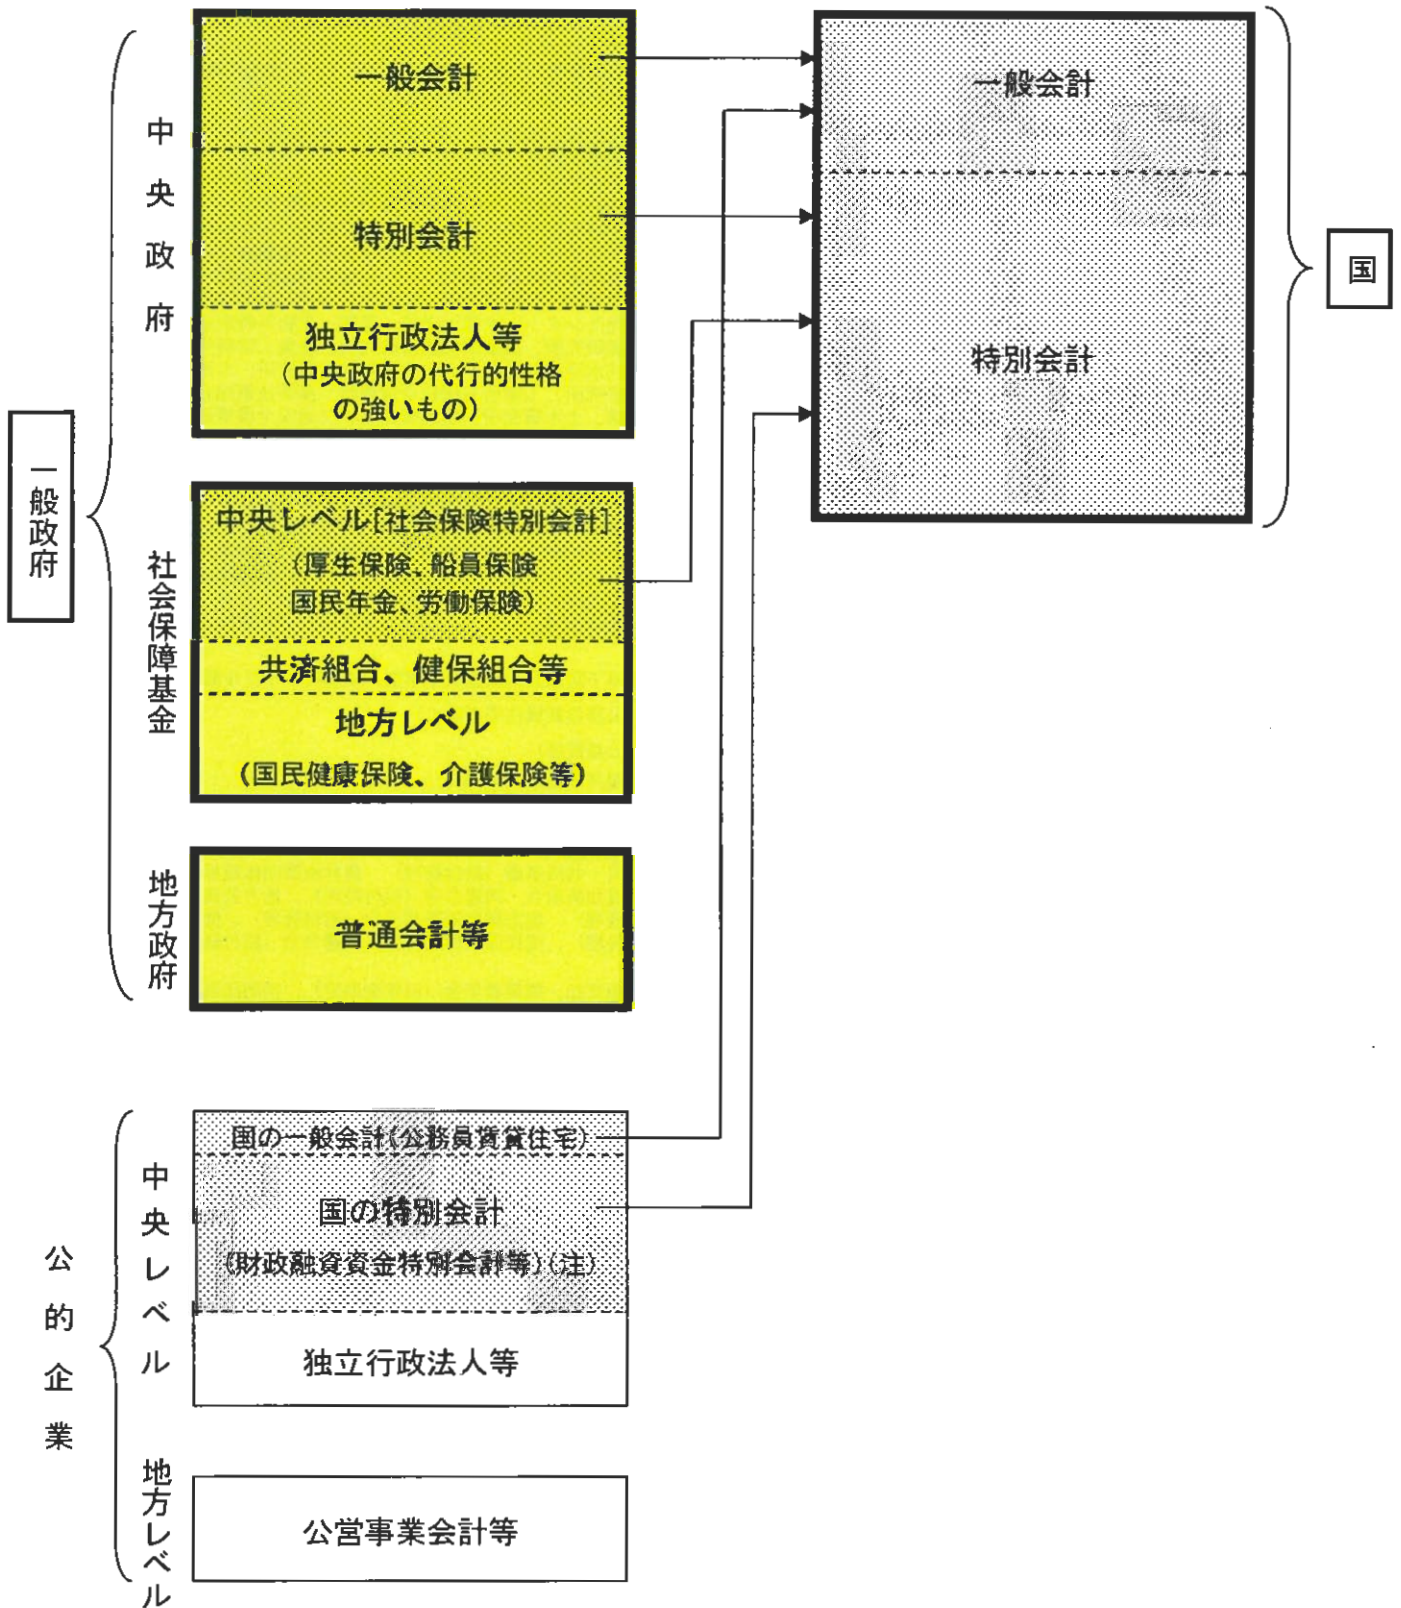 一般政府
中央政府
一般会計
特別会計
独立行政法人等
（中央政府の代行的性格
の強いもの）
社会保障基金
中央レベル[社会保険特別会計]
（厚生保険、船員保険
国民年金、労働保険）
共済組合、健保組合等
地方レベル
（国民健康保険、介護保険等）
地方政府
普通会計等
公的企業
中央レベル
国の一般会計(公務員賃貸住宅)
国の特別会計
（財政融資資金特別会計等）（注）
独立行政法人等
地方レベル
公営事業会計等
一般会計
特別会計
国